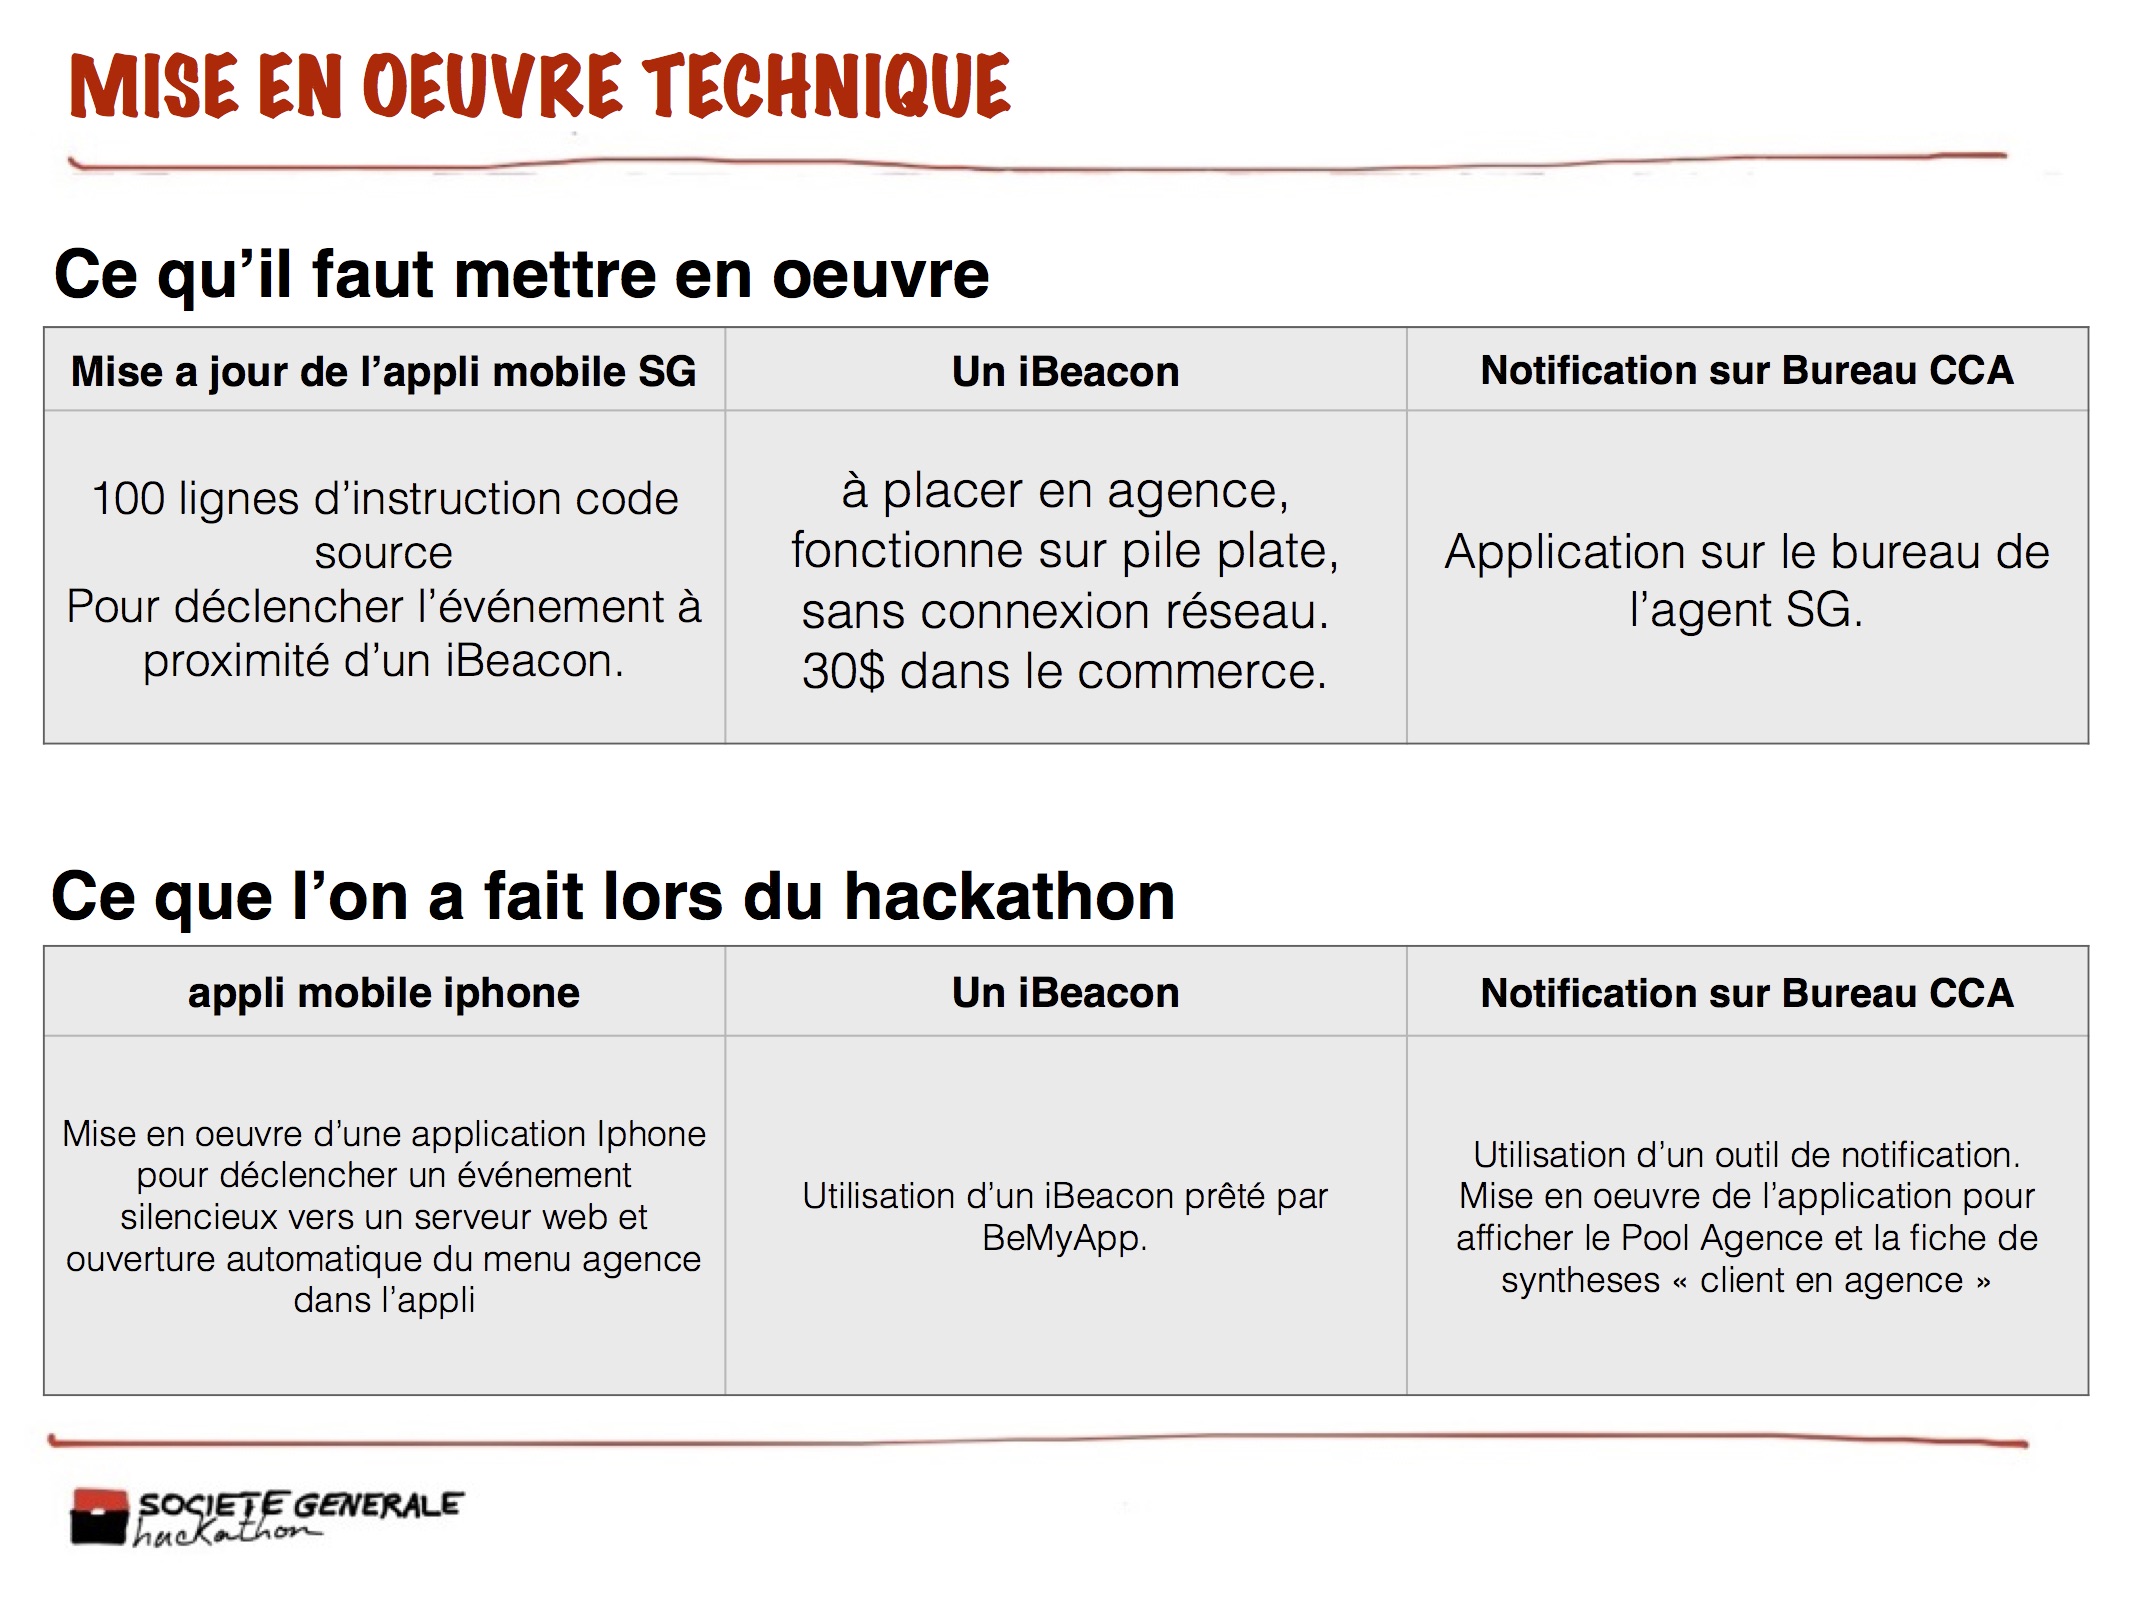 MISE EN OEUVRE TECHNIQUE
Ce qu’il faut mettre en oeuvre
Mise a jour de l’appli mobile SG
Un iBeacon
Notification sur Bureau CCA
100 lignes d’instruction code
source
Pour déclencher l’événement à
proximité d’un iBeacon.
à placer en agence,
fonctionne sur pile plate,
sans connexion réseau.
30$ dans le commerce.
Application sur le bureau de
l’agent SG.
Ce que l’on a fait lors du hackathon
appli mobile iphone
Un iBeacon
Notification sur Bureau CCA
Mise en oeuvre d’une application Iphone
pour déclencher un événement
silencieux vers un serveur web et
ouverture automatique du menu agence
dans l’appli
Utilisation d’un iBeacon prêté par
BeMyApp.
Utilisation d’un outil de notification.
Mise en oeuvre de l’application pour
afficher le Pool Agence et la fiche de
syntheses « client en agence »
SOCIETE GENERALE
hackathon